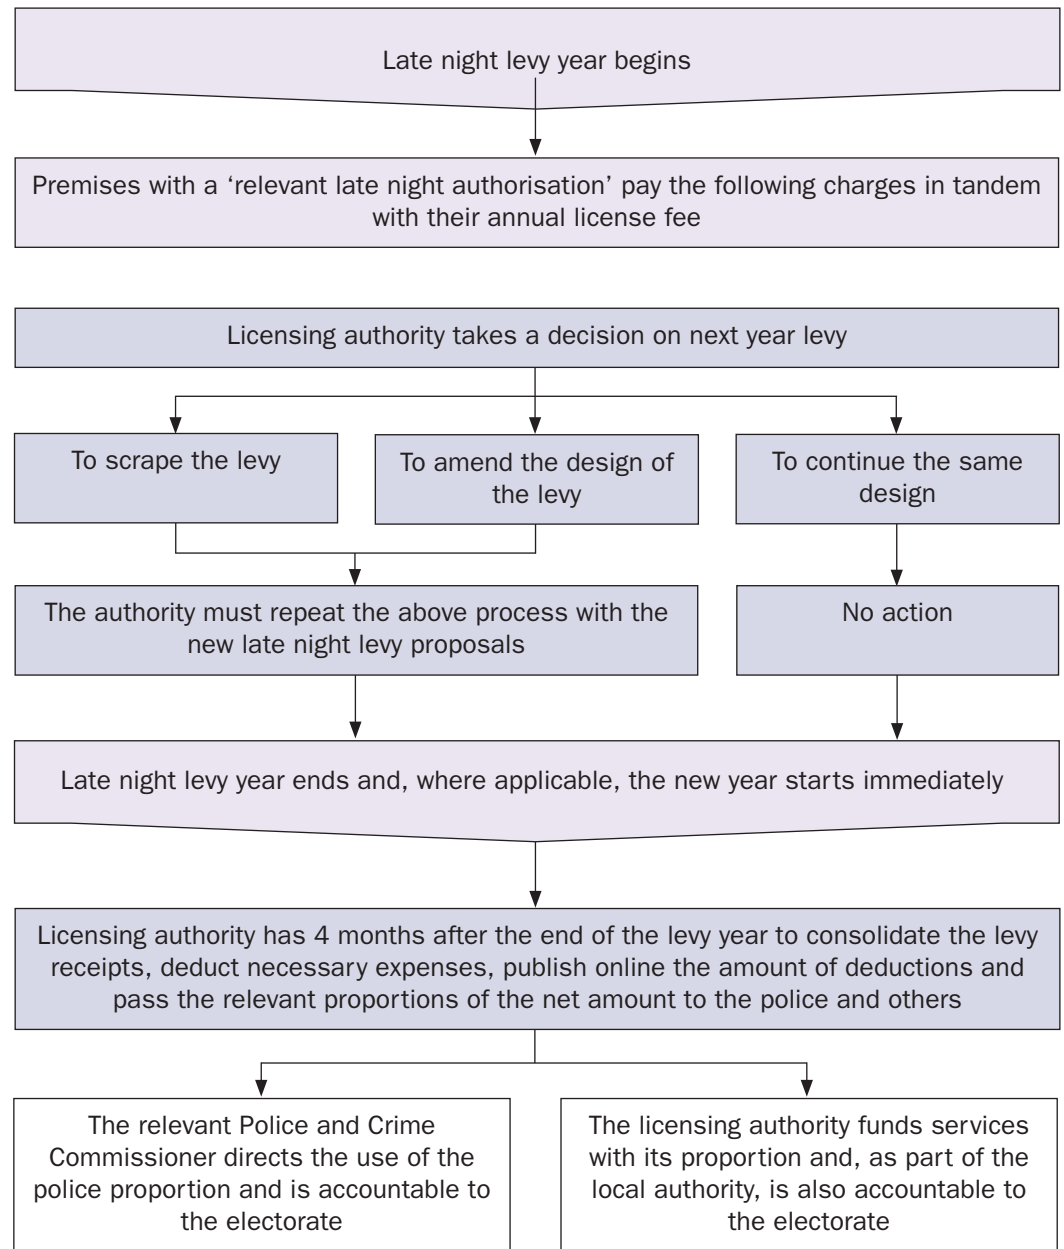 Late night levy year begins
Premises with a ‘relevant late night authorisation’ pay the following charges in tandem
with their annual license fee
Licensing authority takes a decision on next year levy
To scrape the levy
To amend the design of
the levy
To continue the same
design
The authority must repeat the above process with the
new late night levy proposals
No action
Late night levy year ends and, where applicable, the new year starts immediately
Licensing authority has 4 months after the end of the levy year to consolidate the levy
receipts, deduct necessary expenses, publish online the amount of deductions and
pass the relevant proportions of the net amount to the police and others
The relevant Police and Crime
Commissioner directs the use of the
police proportion and is accountable to
the electorate
The licensing authority funds services
with its proportion and, as part of the
local authority, is also accountable to
the electorate